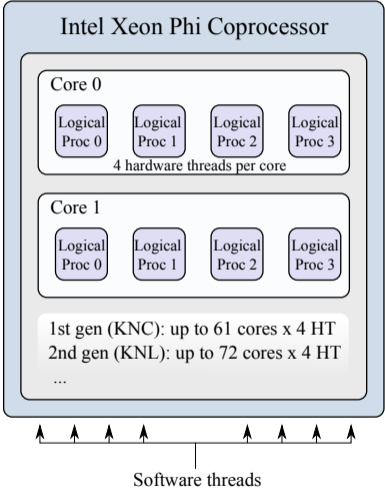 Intel Xeon Phi Coprocessor
Core 0
Logical Logical Logical Logical
Proc 0 Proc 1 Proc 2 Proc 3
4 hardware threads per core
Core 1
Logical Logical Logical Logical
Proc 0 Proc 1 Proc 2 Proc 3
1st gen (KNC): up to 61 cores x 4 HT
2nd gen (KNL): up to 72 cores x 4 HT
...
Software threads